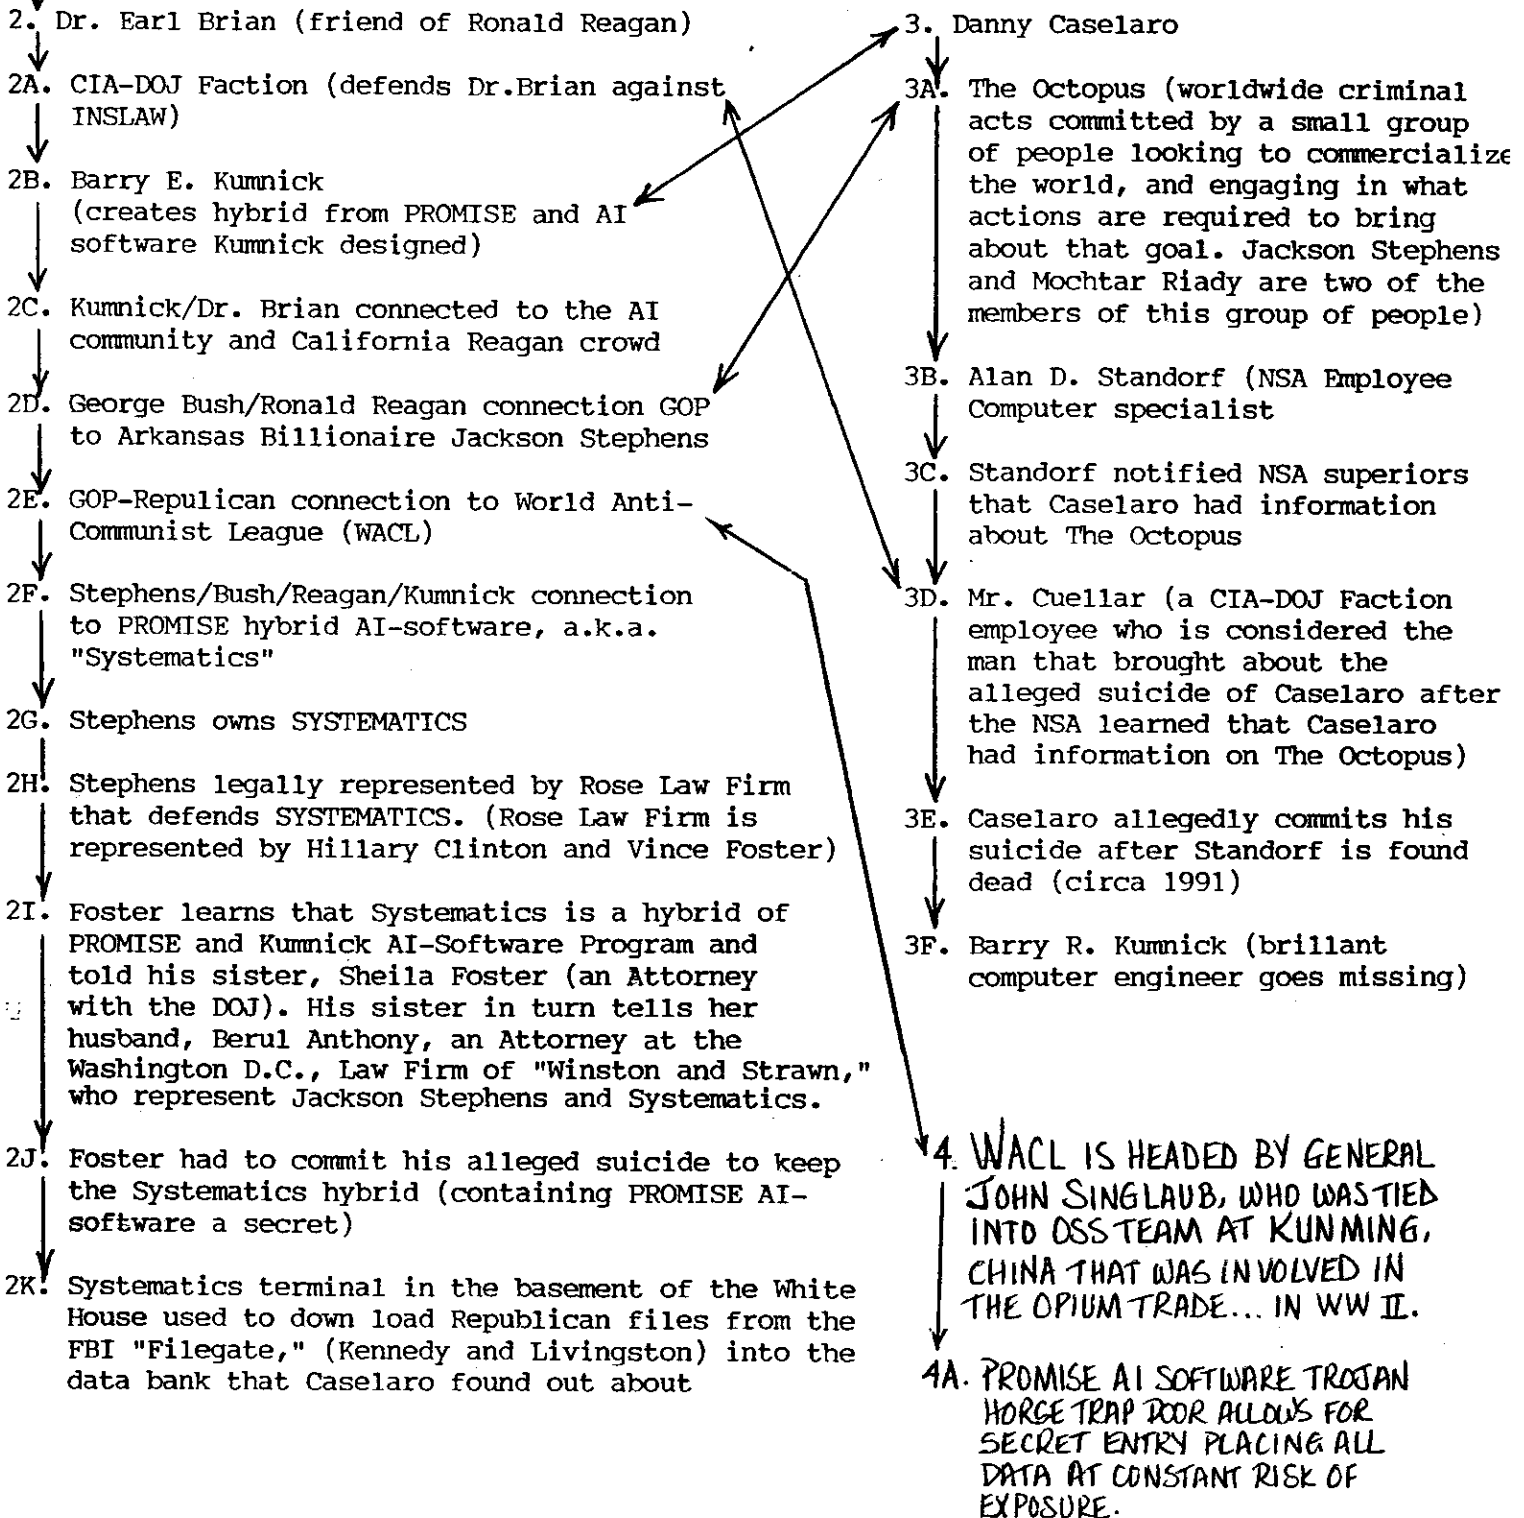 2. Dr. Earl Brian (friend of Ronald Reagan)
2A. CIA-DOJ Faction (defends Dr.Brian against
INSLAW)
2B. Barry E. Kumnick
(creates hybrid from PROMISE and AI
software Kumnick designed)
2C. Kumnick/Dr. Brian connected to the AI
community and California Reagan crowd
2D. George Bush/Ronald Reagan connection GOP
to Arkansas Billionaire Jackson Stephens
2E. GOP-Repulican connection to World Anti-
Communist League (WACL)
2F. Stephens/Bush/Reagan/Kumnick connection
to PROMISE hybrid AI-software, a.k.a.
"Systematics"
2G. Stephens owns SYSTEMATICS
2H. Stephens legally represented by Rose Law Firm
that defends SYSTEMATICS. (Rose Law Firm is
represented by Hillary Clinton and Vince Foster)
2I. Foster learns that Systematics is a hybrid of
PROMISE and Kumnick AI-Software Program and
told his sister, Sheila Foster (an Attorney
with the DOJ). His sister in turn tells her
husband, Berul Anthony, an Attorney at the
Washington D.C., Law Firm of "Winston and Strawn,"
who represent Jackson Stephens and Systematics.
2J. Foster had to commit his alleged suicide to keep
the Systematics hybrid (containing PROMISE AI-
software a secret)
2K. Systematics terminal in the basement of the White
House used to down load Republican files from the
FBI "Filegate," (Kennedy and Livingston) into the
data bank that Caselaro found out about
3. Danny Caselaro
3A. The Octopus (worldwide criminal
acts committed by a small group
of people looking to commercialize
the world, and engaging in what
actions are required to bring
about that goal. Jackson Stephens
and Mochtar Riady are two of the
members of this group of people)
3B. Alan D. Standorf (NSA Employee
Computer specialist
3C. Standorf notified NSA superiors
that Caselaro had information
about The Octopus
3D. Mr. Cuellar (a CIA-DOJ Faction
employee who is considered the
man that brought about the
alleged suicide of Caselaro after
the NSA learned that Caselaro
had information on The Octopus)
3E. Caselaro allegedly commits his
suicide after Standorf is found
dead (circa 1991)
3F. Barry R. Kumnick (brillant
computer engineer goes missing)
4. WACL IS HEADED BY GENERAL
JOHN SINGLAUB, WHO WAS TIED
INTO OSS TEAM AT KUNMING,
CHINA THAT WAS INVOLVED IN
THE OPIUM TRADE... IN WW II.
4A. PROMISE AI SOFTWARE TROJAN
HORSE TRAP DOOR ALLOWS FOR
SECRET ENTRY PLACING ALL
DATA AT CONSTANT RISK OF
EXPOSURE.